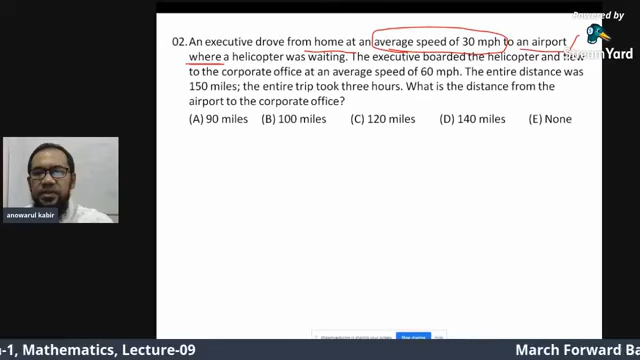 Powered by
StreamYard
02. An executive drove from home at an average speed of 30 mph to an airport
where a helicopter was waiting. The executive boarded the helicopter and flew
to the corporate office at an average speed of 60 mph. The entire distance was
150 miles; the entire trip took three hours. What is the distance from the
airport to the corporate office?
(A) 90 miles (B) 100 miles (C) 120 miles (D) 140 miles (E) None
anowarul kabir
-1, Mathematics, Lecture-09
March Forward Ba